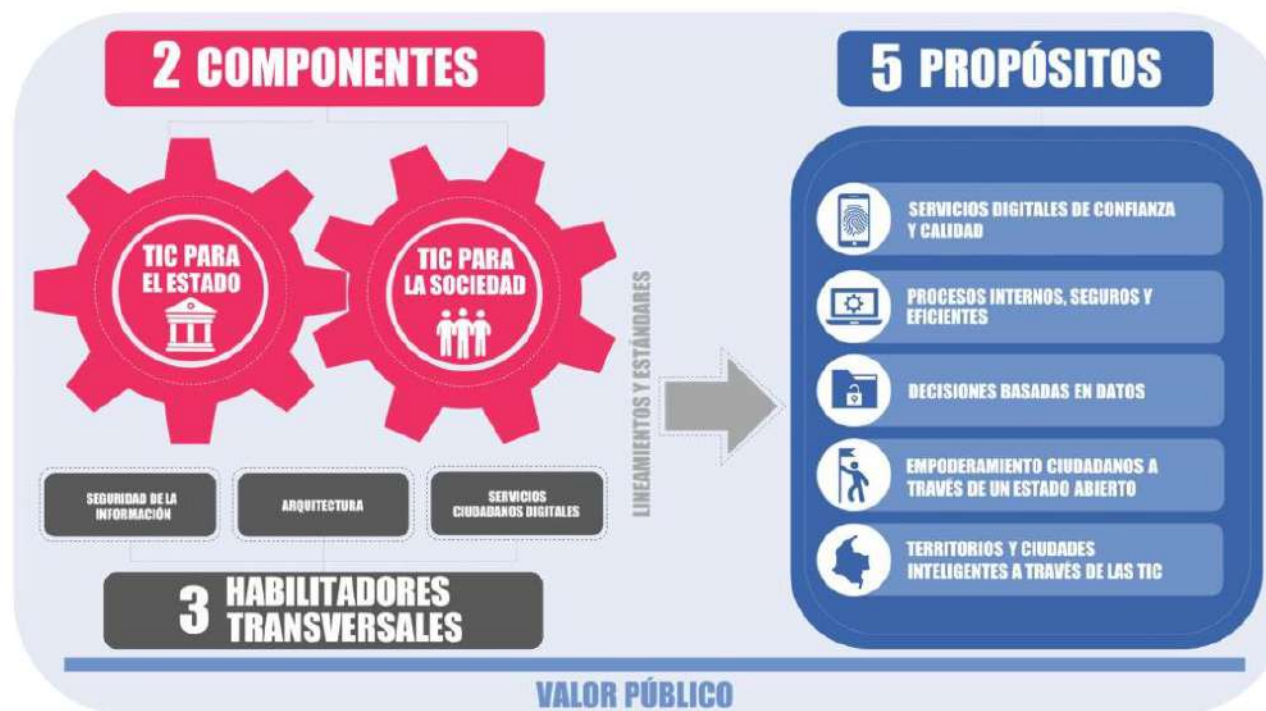 2 COMPONENTES
TIC PARA
EL ESTADO
TIC PARA
LA SOCIEDAD
SEGURIDAD DE LA
INFORMACIÓN
ARQUITECTURA
SERVICIOS
CIUDADANOS DIGITALES
3 HABILITADORES
TRANSVERSALES
LINEAMIENTOS Y ESTÁNDARES
5 PROPÓSITOS
SERVICIOS DIGITALES DE CONFIANZA
Y CALIDAD
PROCESOS INTERNOS, SEGUROS Y
EFICIENTES
DECISIONES BASADAS EN DATOS
EMPODERAMIENTO CIUDADANOS A
TRAVÉS DE UN ESTADO ABIERTO
TERRITORIOS Y CIUDADES
INTELIGENTES A TRAVÉS DE LAS TIC
VALOR PÚBLICO